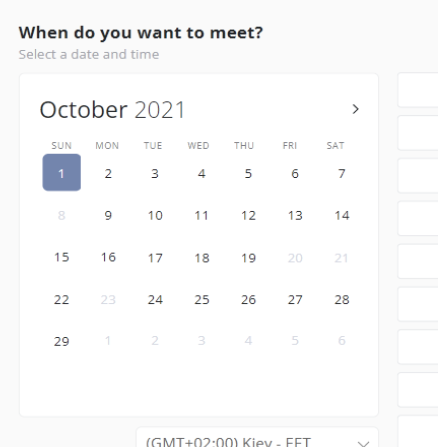 When do you want to meet?
Select a date and time
October 2021
SUN MON TUE WED THU FRI SAT
1 2 3 4 5 6 7
8 9 10 11 12 13 14
15 16 17 18 19 20 21
22 23 24 25 26 27 28
29 1 2 3 4 5 6
(GMT+02:00) Kiev - EET